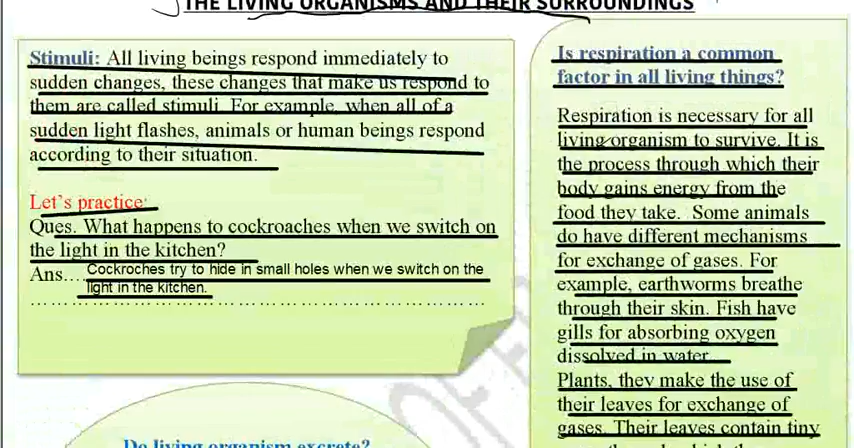 THE LIVING ORGANISMS AND THEIR SURROUNDINGS
Stimuli: All living beings respond immediately to
sudden changes, these changes that make us respond to
them are called stimuli. For example, when all of a
sudden light flashes, animals or human beings respond
according to their situation.
Let's practice:
Ques. What happens to cockroaches when we switch on
the light in the kitchen?
Ans.... Cockroches try to hide in small holes when we switch on the
light in the kitchen.
Is respiration a common
factor in all living things?
Respiration is necessary for all
living organism to survive. It is
the process through which their
body gains energy from the
food they take. Some animals
do have different mechanisms
for exchange of gases. For
example, earthworms breathe
through their skin. Fish have
gills for absorbing oxygen
dissolved in water.
Plants, they make the use of
their leaves for exchange of
gases. Their leaves contain tiny
Do living organism excrete?